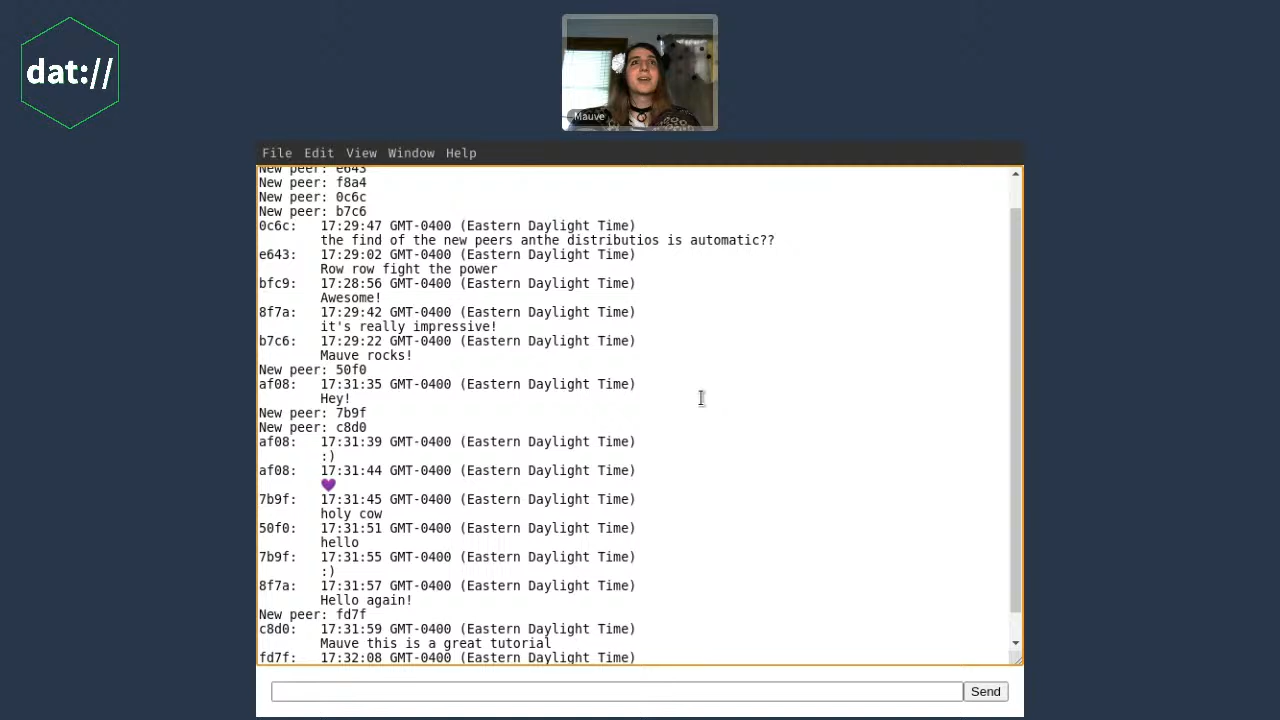 dat://
Mauve
File Edit View Window Help
New peer: e643
New peer: f8a4
New peer: 0c6c
New peer: b7c6
0c6c: 17:29:47 GMT-0400 (Eastern Daylight Time)
the find of the new peers anthe distributios is automatic??
e643: 17:29:02 GMT-0400 (Eastern Daylight Time)
Row row fight the power
bfc9: 17:28:56 GMT-0400 (Eastern Daylight Time)
Awesome!
8f7a: 17:29:42 GMT-0400 (Eastern Daylight Time)
it's really impressive!
b7c6: 17:29:22 GMT-0400 (Eastern Daylight Time)
Mauve rocks!
New peer: 50f0
af08: 17:31:35 GMT-0400 (Eastern Daylight Time)
Hey!
New peer: 7b9f
New peer: c8d0
af08: 17:31:39 GMT-0400 (Eastern Daylight Time)
:)
af08: 17:31:44 GMT-0400 (Eastern Daylight Time)
💜
7b9f: 17:31:45 GMT-0400 (Eastern Daylight Time)
holy cow
50f0: 17:31:51 GMT-0400 (Eastern Daylight Time)
hello
7b9f: 17:31:55 GMT-0400 (Eastern Daylight Time)
:)
8f7a: 17:31:57 GMT-0400 (Eastern Daylight Time)
Hello again!
New peer: fd7f
c8d0: 17:31:59 GMT-0400 (Eastern Daylight Time)
Mauve this is a great tutorial
fd7f: 17:32:08 GMT-0400 (Eastern Daylight Time)
Send